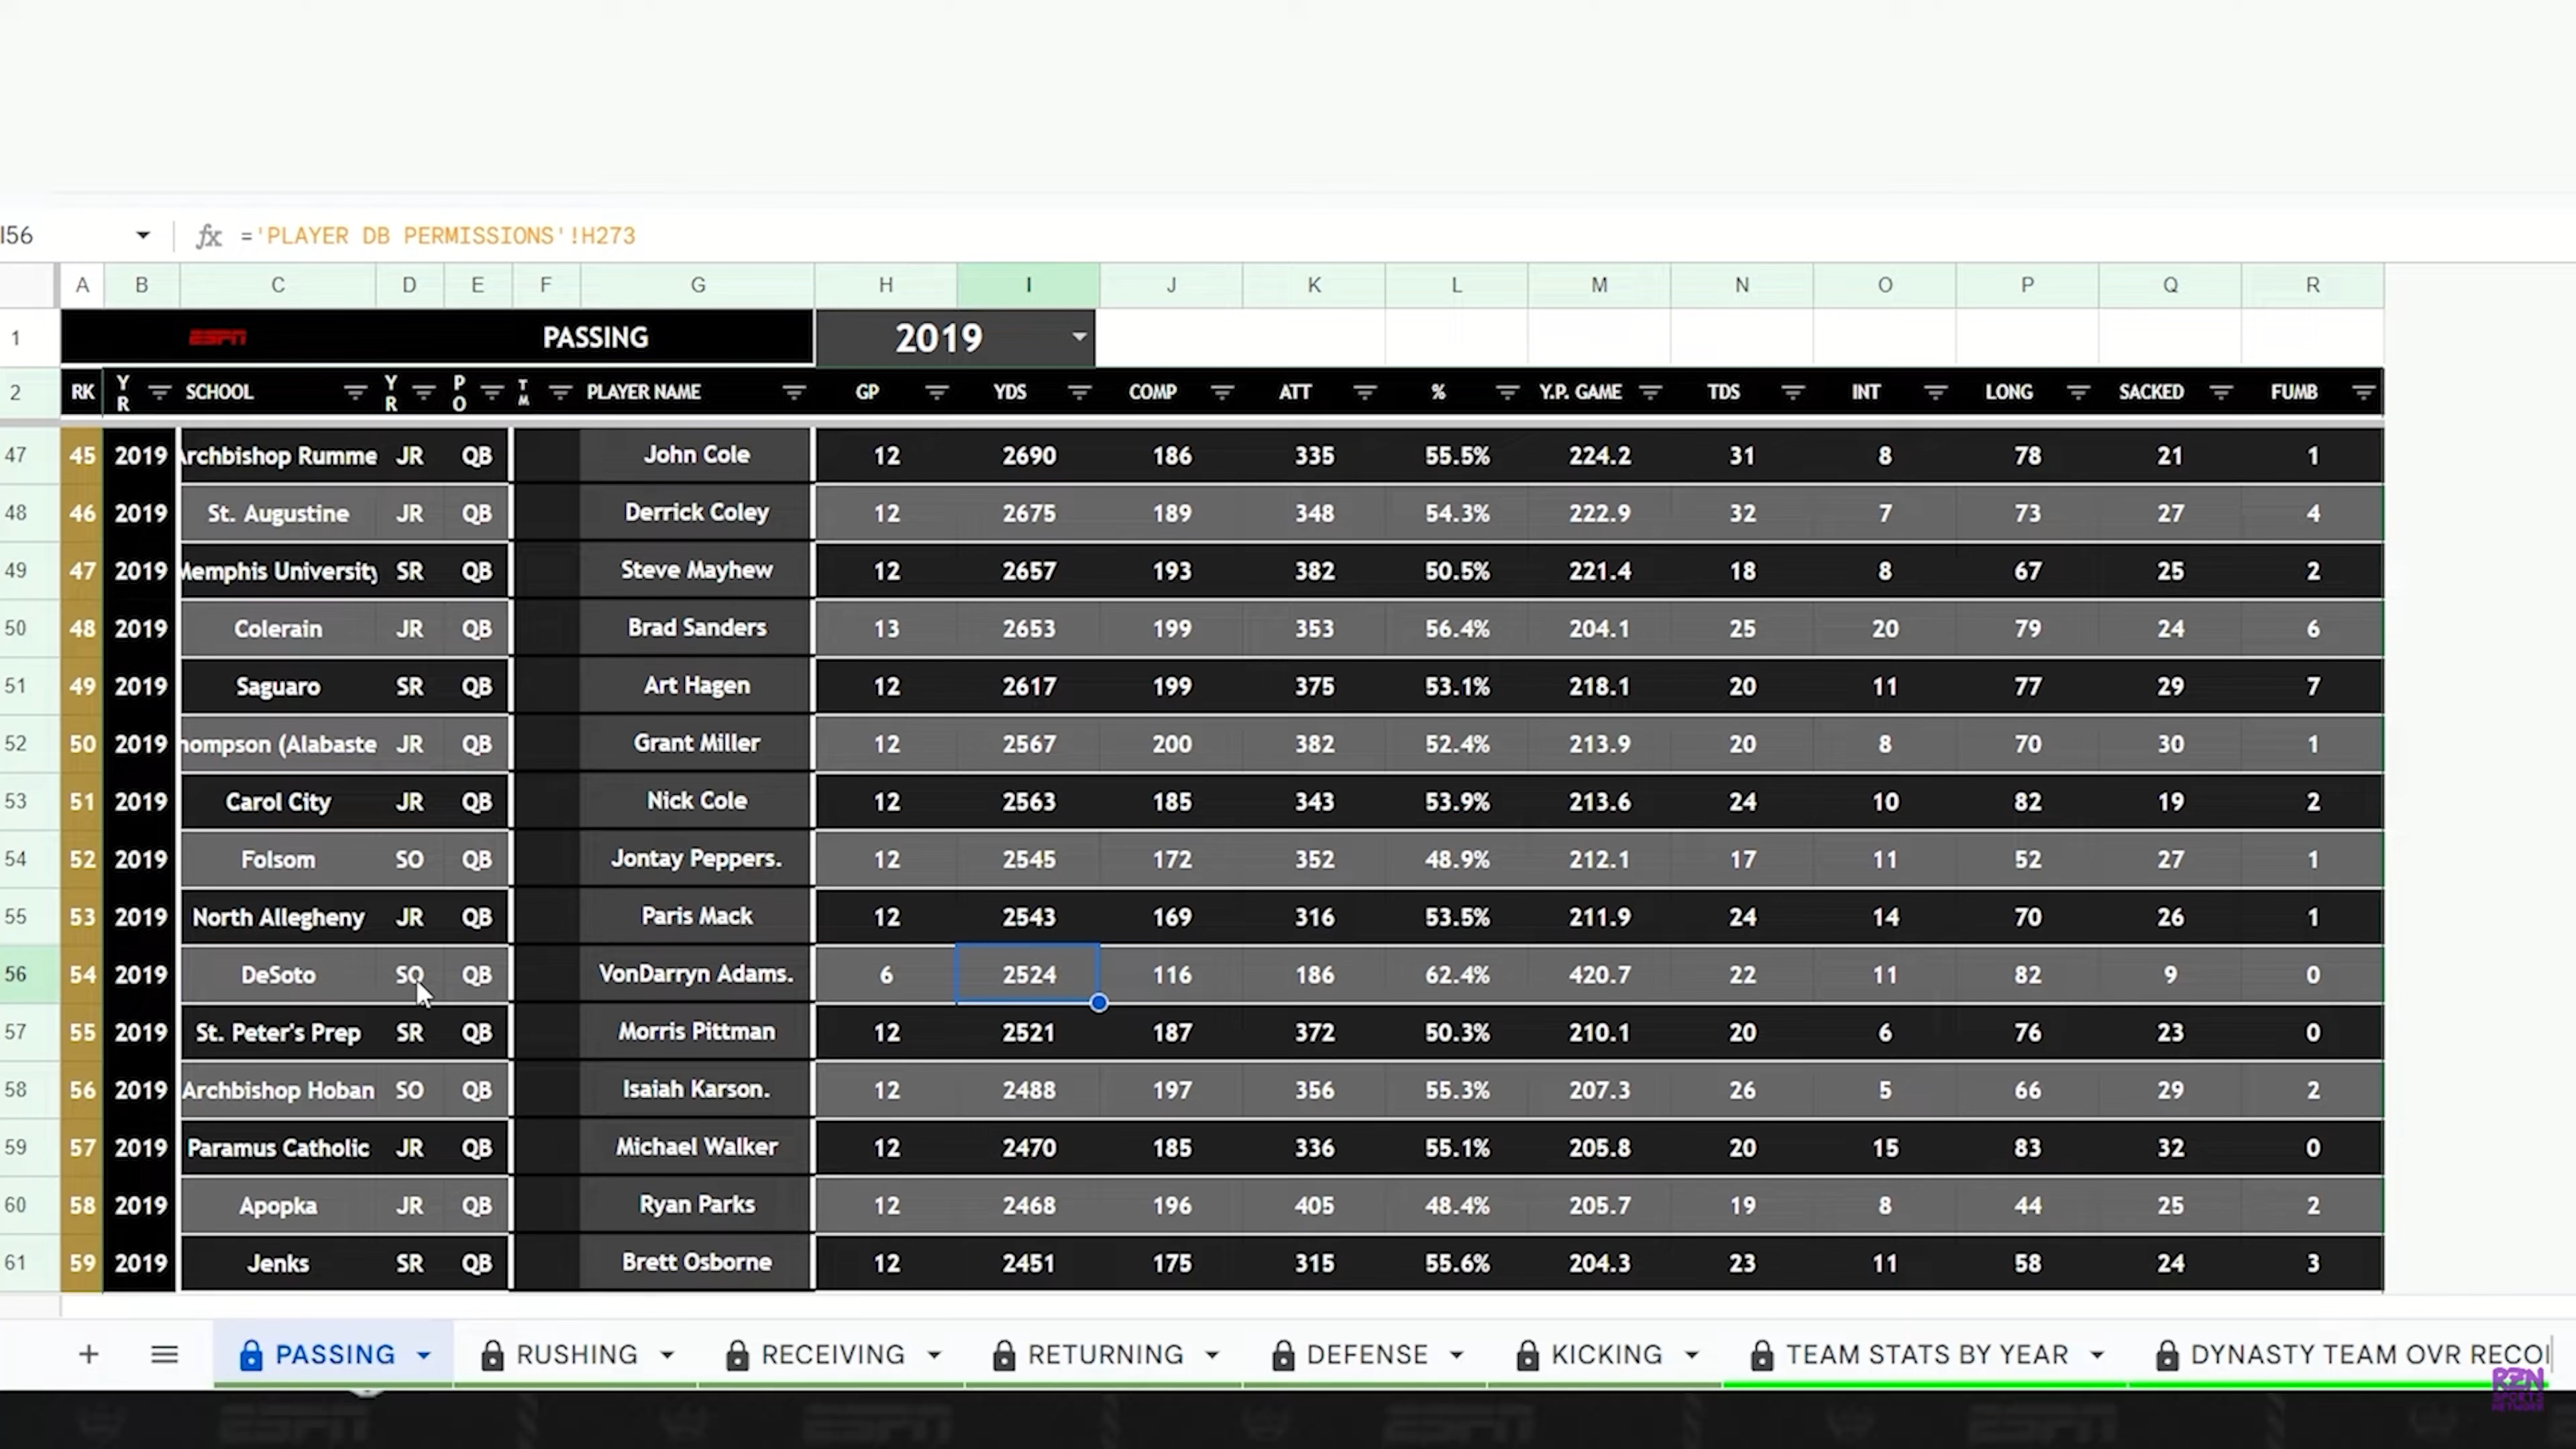 I56 fx ='PLAYER DB PERMISSIONS'!H273
A B C D E F G H I J K L M N O P Q R
1 ESPN PASSING 2019
2 RK YR SCHOOL YR PO TM PLAYER NAME GP YDS COMP ATT % Y.P. GAME TDS INT LONG SACKED FUMB
47 45 2019 Archbishop Rumme JR QB John Cole 12 2690 186 335 55.5% 224.2 31 8 78 21 1
48 46 2019 St. Augustine JR QB Derrick Coley 12 2675 189 348 54.3% 222.9 32 7 73 27 4
49 47 2019 Memphis University SR QB Steve Mayhew 12 2657 193 382 50.5% 221.4 18 8 67 25 2
50 48 2019 Colerain JR QB Brad Sanders 13 2653 199 353 56.4% 204.1 25 20 79 24 6
51 49 2019 Saguaro SR QB Art Hagen 12 2617 199 375 53.1% 218.1 20 11 77 29 7
52 50 2019 hompson (Alabaste JR QB Grant Miller 12 2567 200 382 52.4% 213.9 20 8 70 30 1
53 51 2019 Carol City JR QB Nick Cole 12 2563 185 343 53.9% 213.6 24 10 82 19 2
54 52 2019 Folsom SO QB Jontay Peppers. 12 2545 172 352 48.9% 212.1 17 11 52 27 1
55 53 2019 North Allegheny JR QB Paris Mack 12 2543 169 316 53.5% 211.9 24 14 70 26 1
56 54 2019 DeSoto SO QB VonDarryn Adams. 6 2524 116 186 62.4% 420.7 22 11 82 9 0
57 55 2019 St. Peter's Prep SR QB Morris Pittman 12 2521 187 372 50.3% 210.1 20 6 76 23 0
58 56 2019 Archbishop Hoban SO QB Isaiah Karson. 12 2488 197 356 55.3% 207.3 26 5 66 29 2
59 57 2019 Paramus Catholic JR QB Michael Walker 12 2470 185 336 55.1% 205.8 20 15 83 32 0
60 58 2019 Apopka JR QB Ryan Parks 12 2468 196 405 48.4% 205.7 19 8 44 25 2
61 59 2019 Jenks SR QB Brett Osborne 12 2451 175 315 55.6% 204.3 23 11 58 24 3
+ PASSING RUSHING RECEIVING RETURNING DEFENSE KICKING TEAM STATS BY YEAR DYNASTY TEAM OVR RECO
RZN SPORTS NETWORK
ESPN ESPN ESPN ESPN